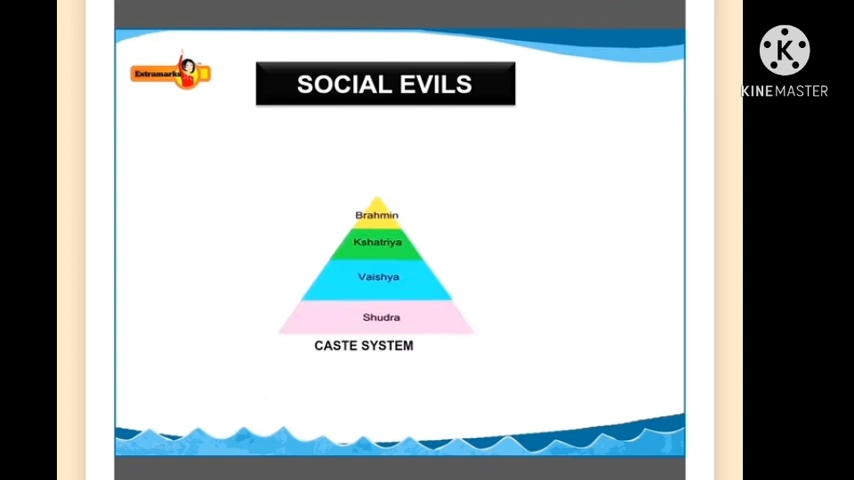 Extramarks
SOCIAL EVILS
K
KINEMASTER
Brahmin
Kshatriya
Vaishya
Shudra
CASTE SYSTEM